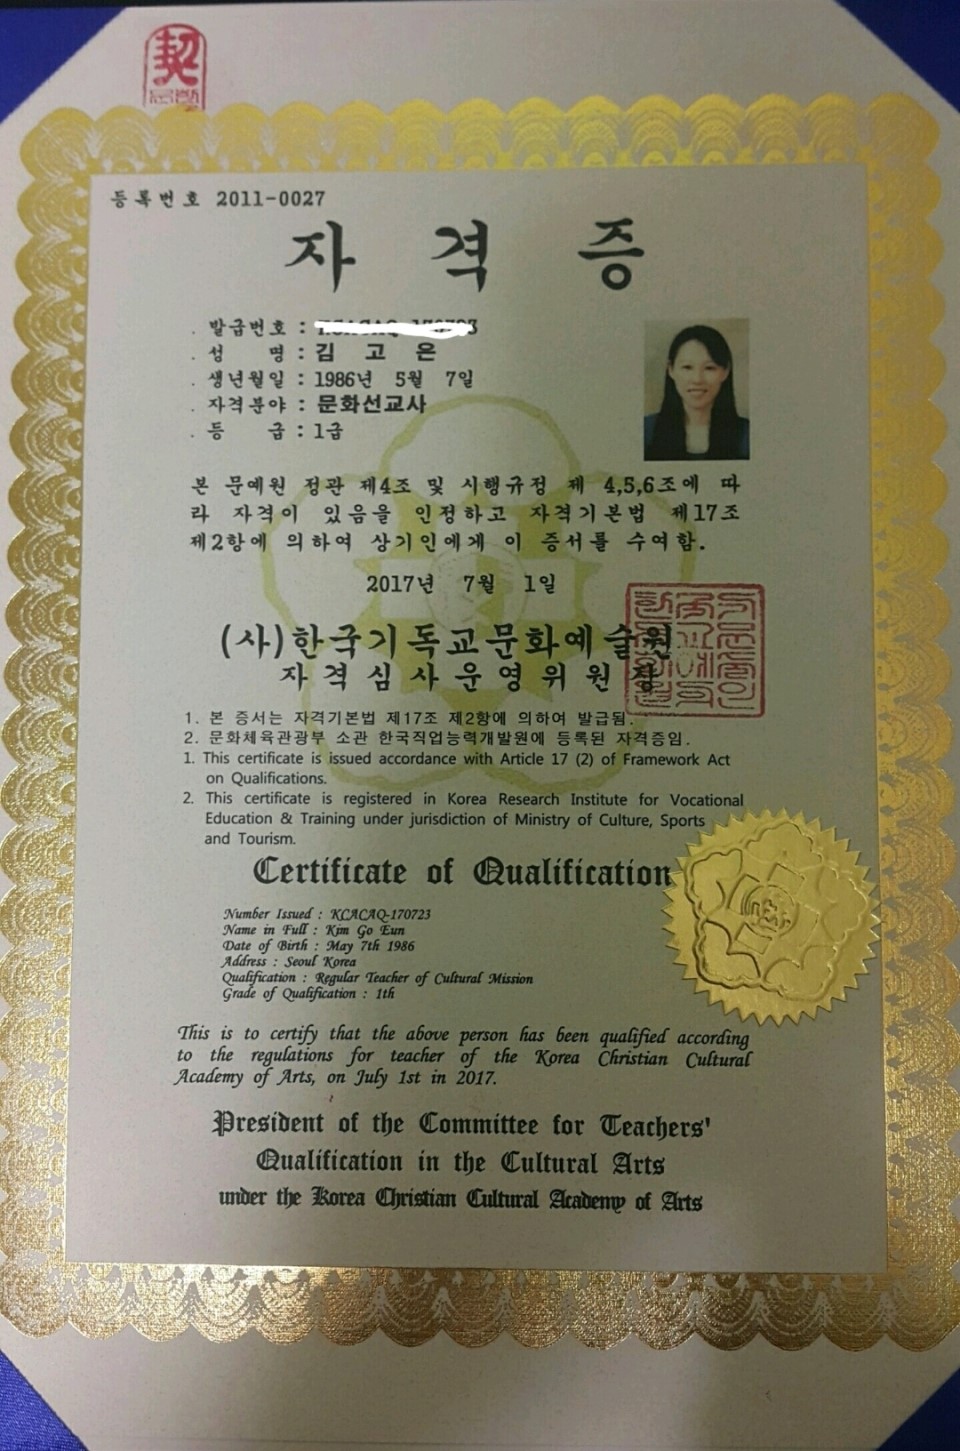 契
등록번호 2011-0027
자 격 증
. 발급번호 :
. 성 명 : 김 고 은
. 생년월일 : 1986년 5월 7일
. 자격분야 : 문화선교사
. 등 급 : 1급
본 문예원 정관 제4조 및 시행규정 제 4,5,6조에 따
라 자격이 있음을 인정하고 자격기본법 제17조
제2항에 의하여 상기인에게 이 증서를 수여함.
2017년 7월 1일
(사)한국기독교문화예술원
자격심사운영위원장
1. 본 증서는 자격기본법 제17조 제2항에 의하여 발급됨.
2. 문화체육관광부 소관 한국직업능력개발원에 등록된 자격증임.
1. This certificate is issued accordance with Article 17 (2) of Framework Act
on Qualifications.
2. This certificate is registered in Korea Research Institute for Vocational
Education & Training under jurisdiction of Ministry of Culture, Sports
and Tourism.
Certificate of Qualification
Number Issued : KCACAQ-170723
Name in Full : Kim Go Eun
Date of Birth : May 7th 1986
Address : Seoul Korea
Qualification : Regular Teacher of Cultural Mission
Grade of Qualification : 1th
This is to certify that the above person has been qualified according
to the regulations for teacher of the Korea Christian Cultural
Academy of Arts, on July 1st in 2017.
President of the Committee for Teachers'
Qualification in the Cultural Arts
under the Korea Christian Cultural Academy of Arts